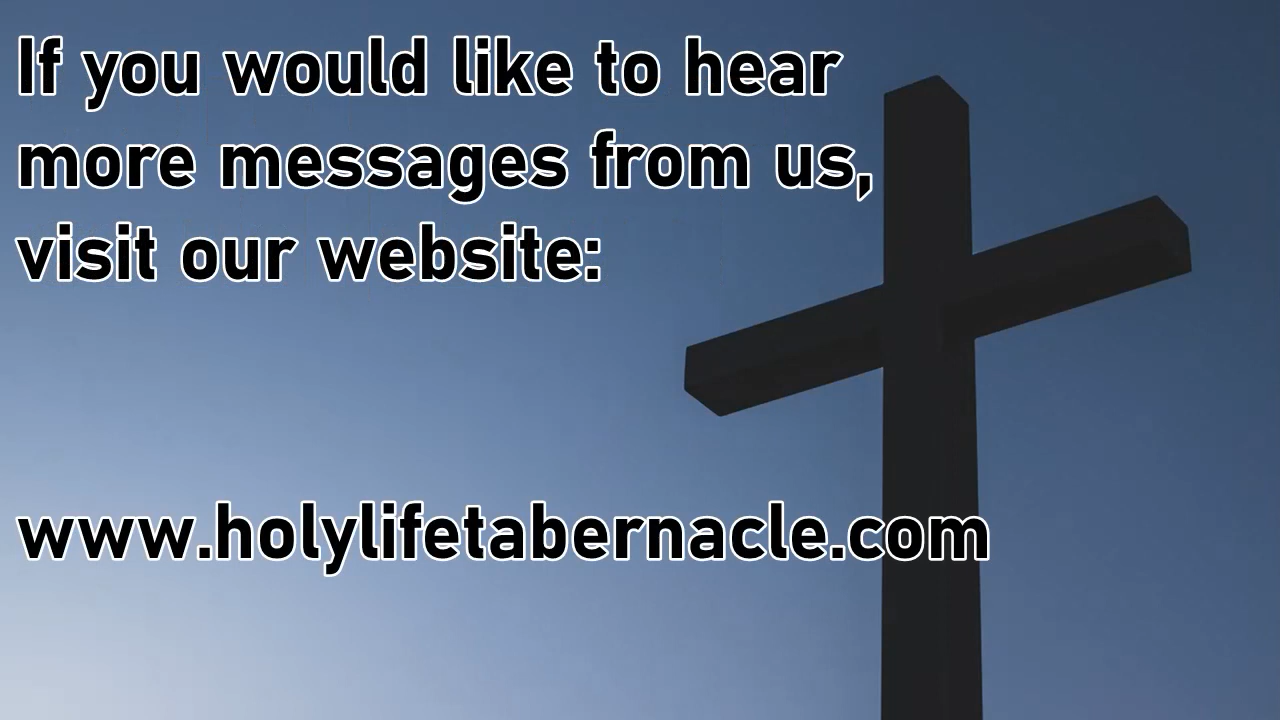 If you would like to hear
more messages from us,
visit our website:
www.holylifetabernacle.com